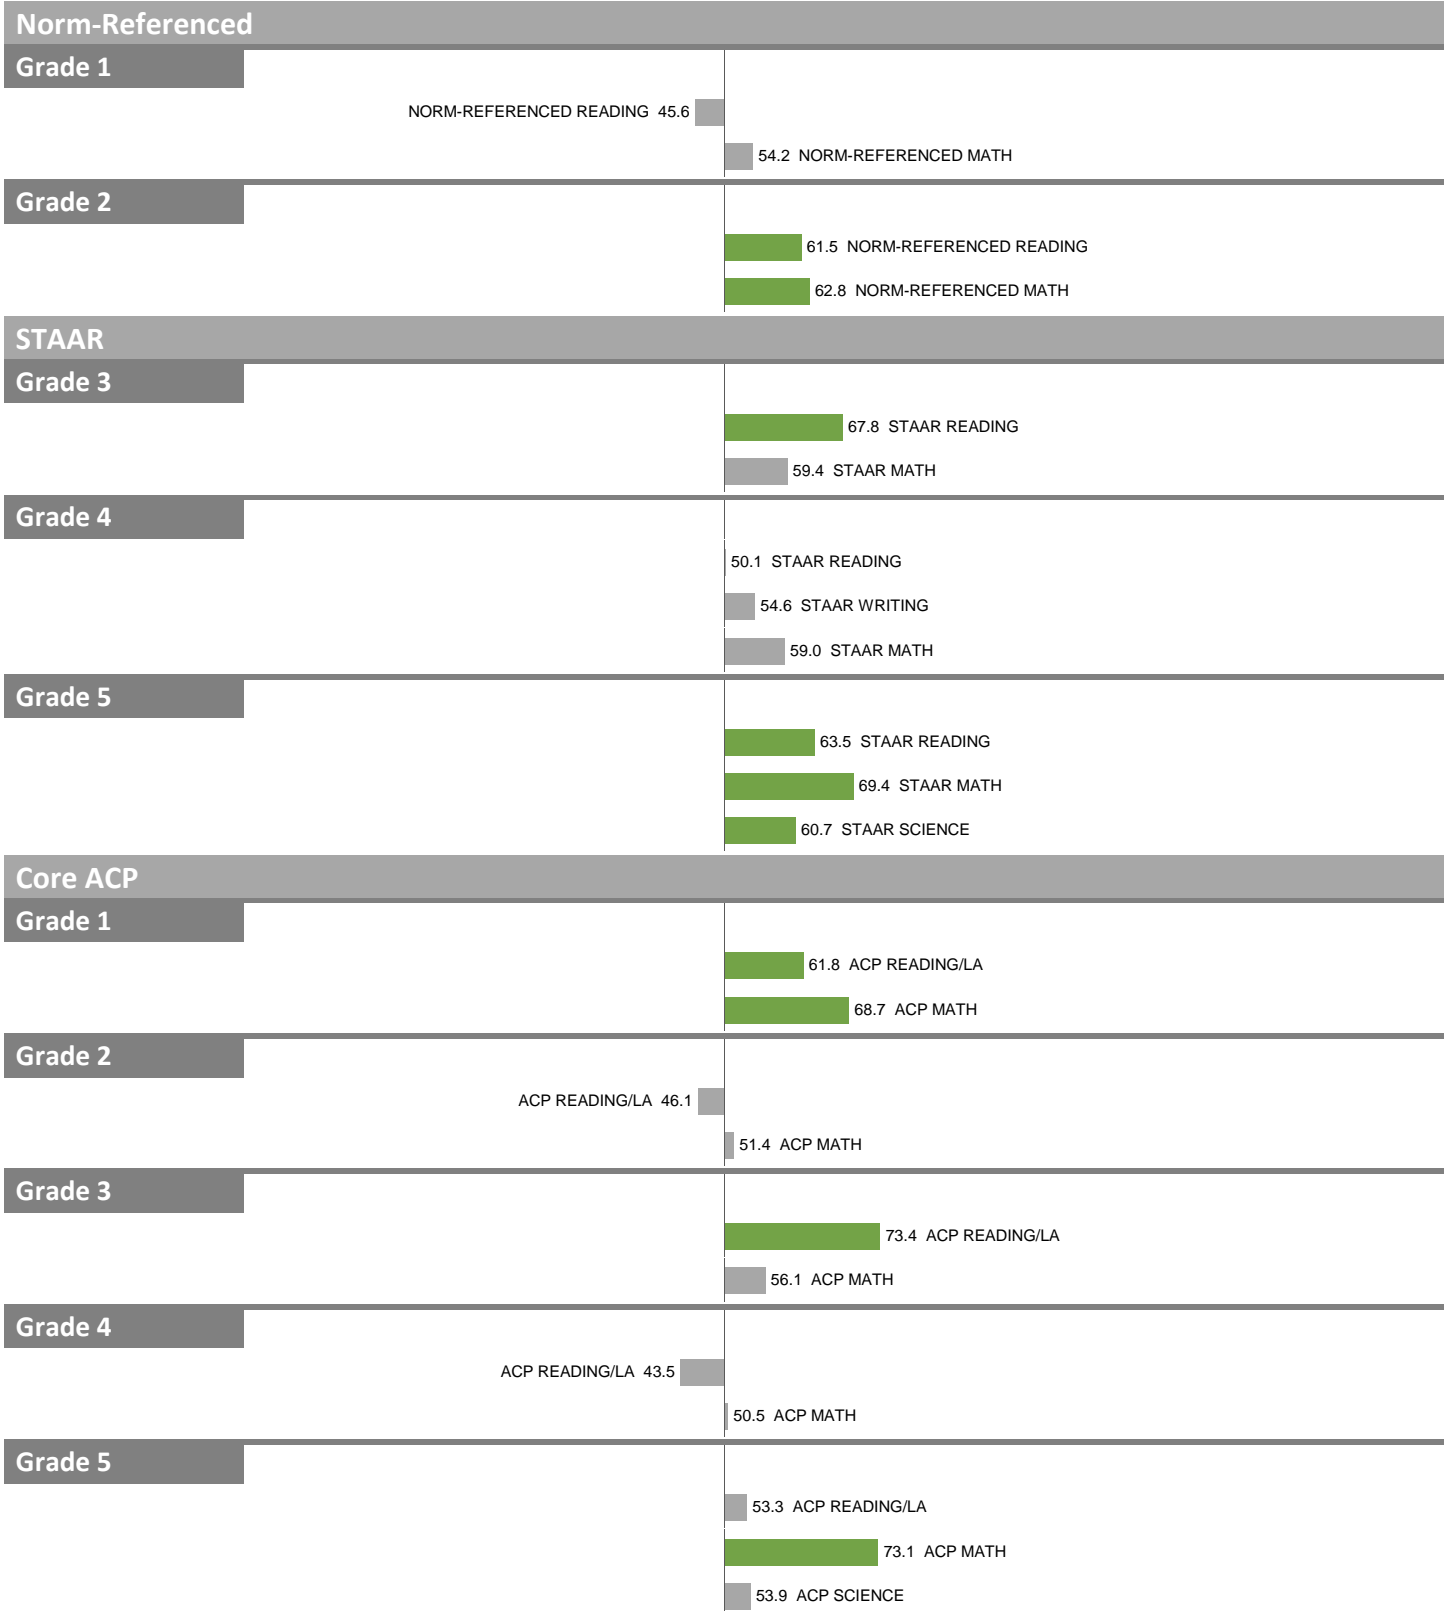 Norm-Referenced
Grade 1
NORM-REFERENCED READING 45.6
54.2 NORM-REFERENCED MATH
Grade 2
61.5 NORM-REFERENCED READING
62.8 NORM-REFERENCED MATH
STAAR
Grade 3
67.8 STAAR READING
59.4 STAAR MATH
Grade 4
50.1 STAAR READING
54.6 STAAR WRITING
59.0 STAAR MATH
Grade 5
63.5 STAAR READING
69.4 STAAR MATH
60.7 STAAR SCIENCE
Core ACP
Grade 1
61.8 ACP READING/LA
68.7 ACP MATH
Grade 2
ACP READING/LA 46.1
51.4 ACP MATH
Grade 3
73.4 ACP READING/LA
56.1 ACP MATH
Grade 4
ACP READING/LA 43.5
50.5 ACP MATH
Grade 5
53.3 ACP READING/LA
73.1 ACP MATH
53.9 ACP SCIENCE